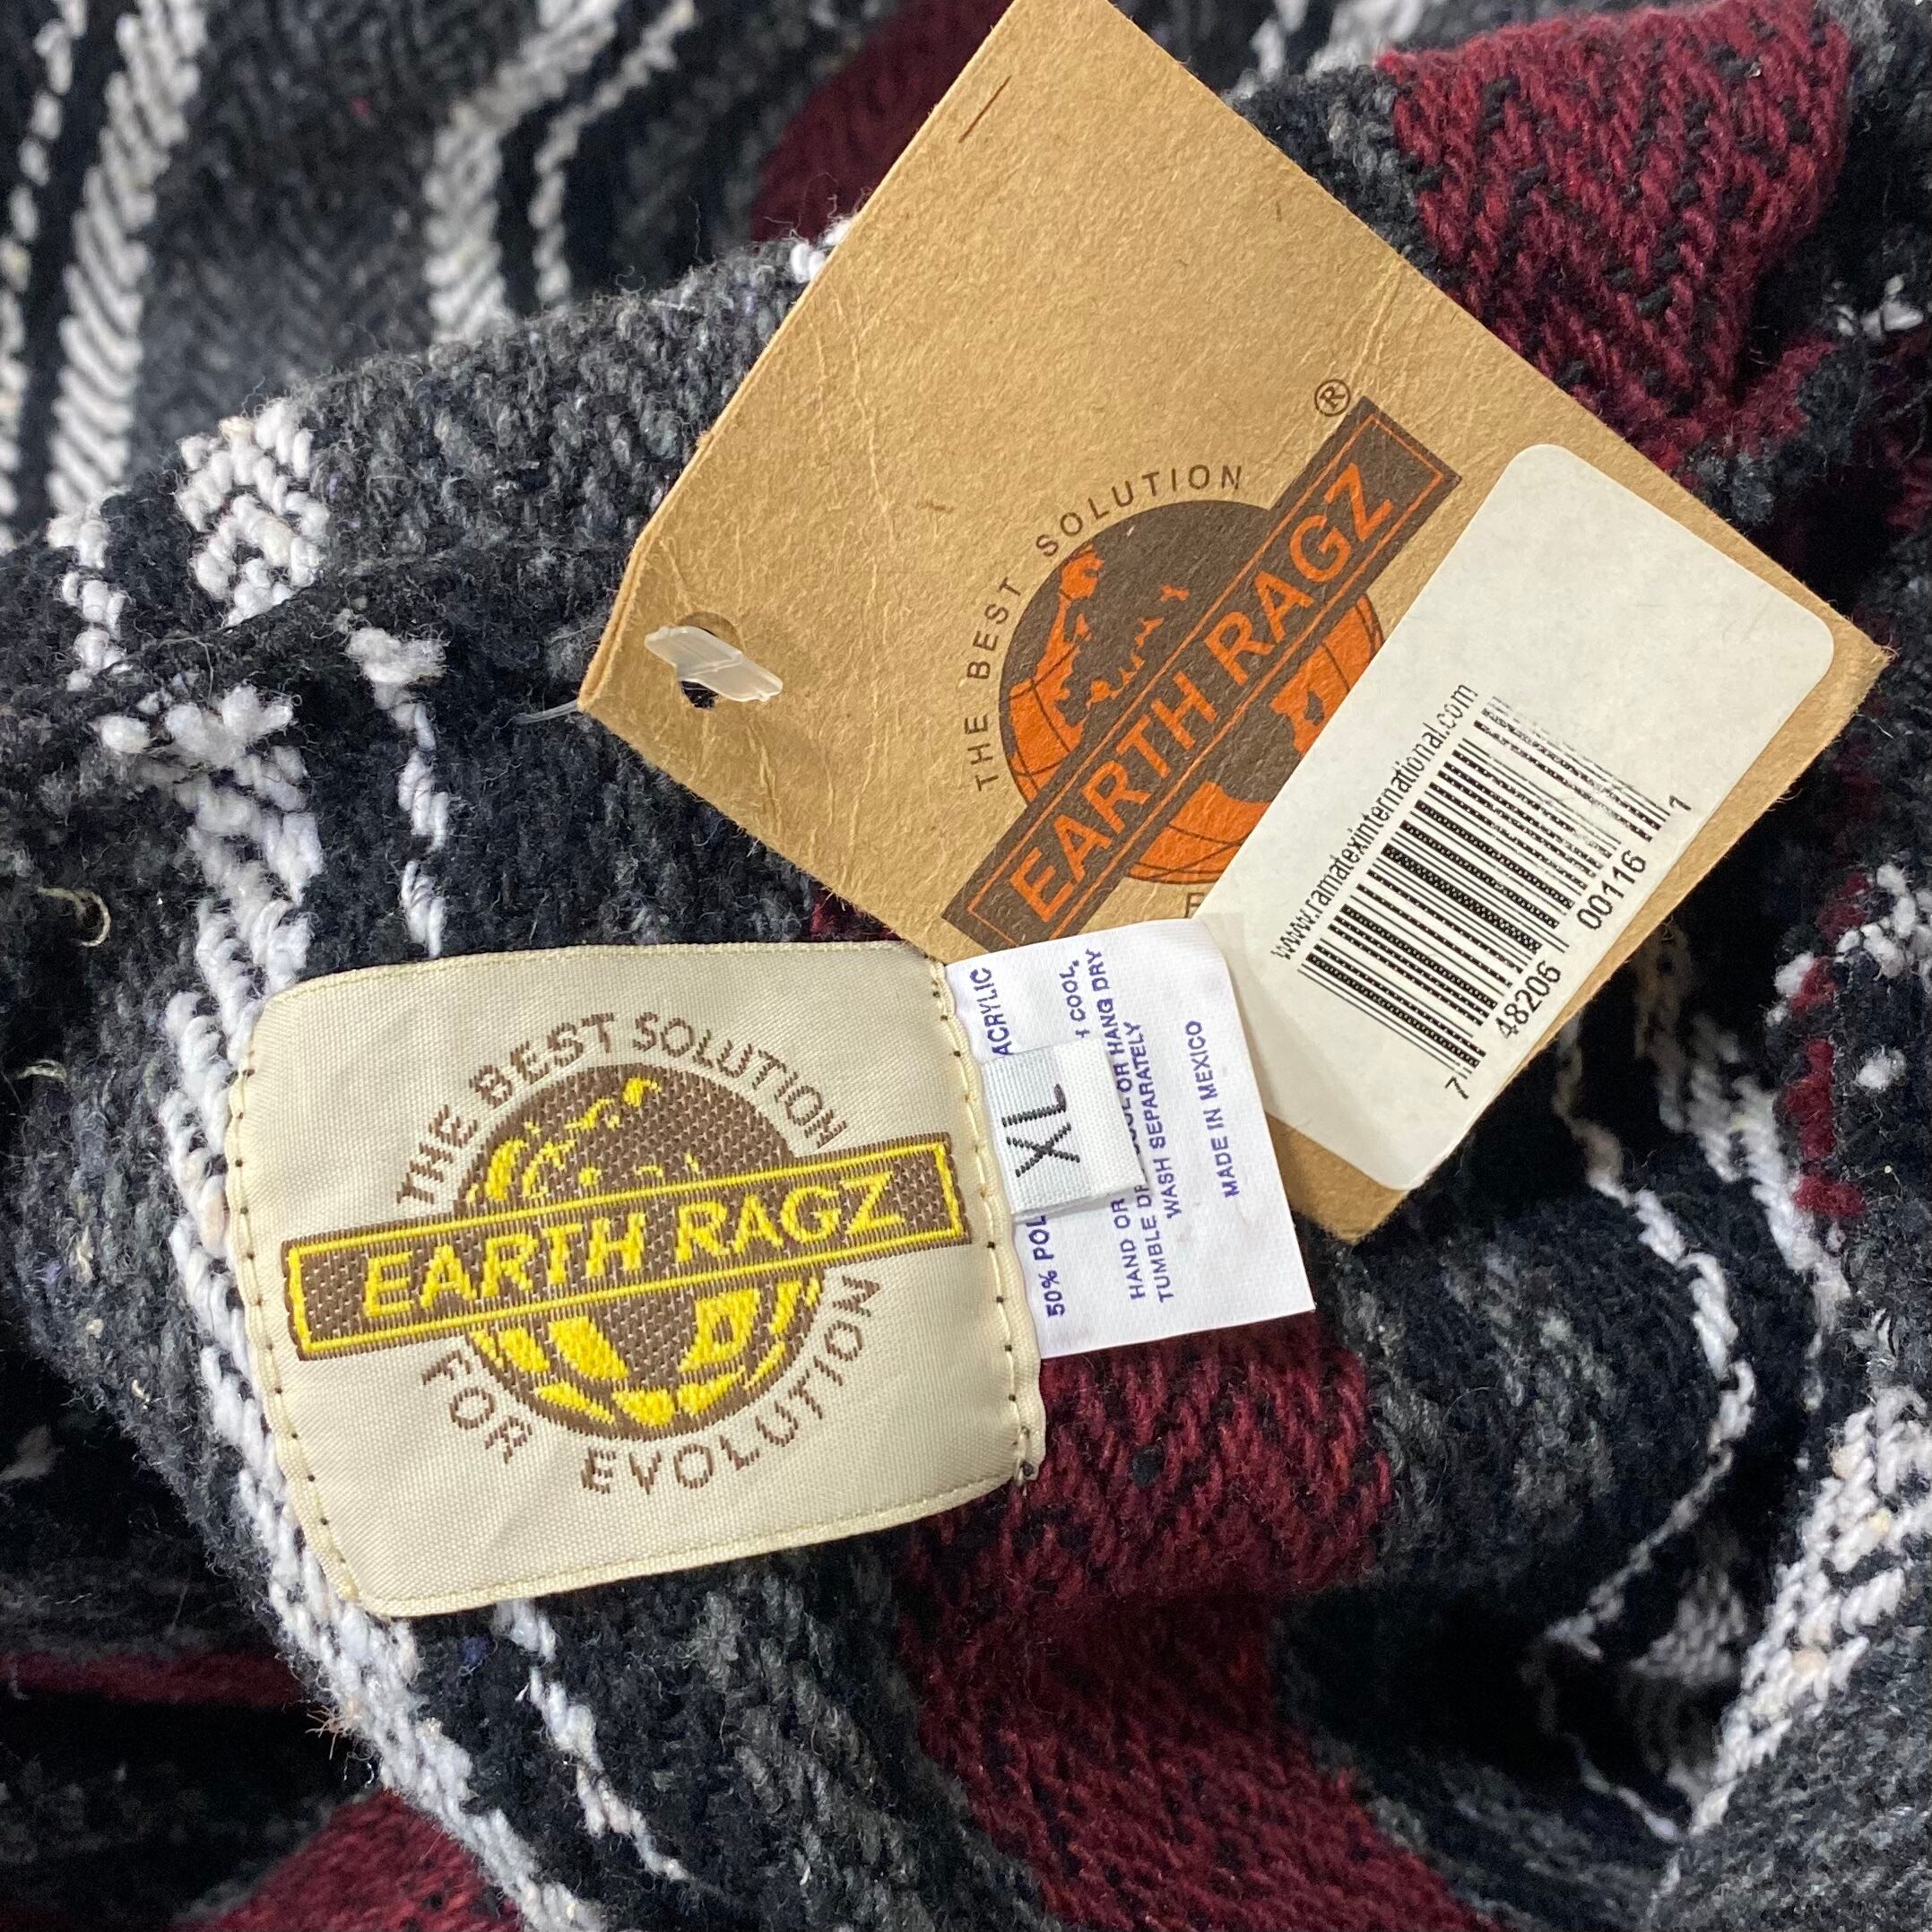 THE BEST SOLUTION
EARTH RAGZ
®
www.ramatexinternational.com
7 48206 00116 1
THE BEST SOLUTION
EARTH RAGZ
FOR EVOLUTION
XL
ACRYLIC
50%
COOL.
HAND OR OR HANG DRY
TUMBLE
WASH SEPARATELY
MADE IN MEXICO